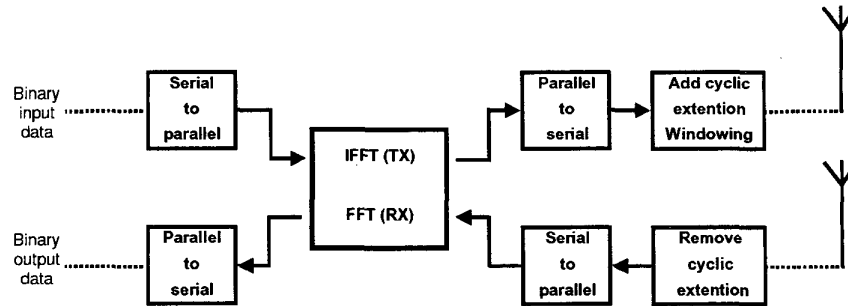 Binary
input
data
Serial
to
parallel
IFFT (TX)
FFT (RX)
Parallel
to
serial
Add cyclic
extention
Windowing
Binary
output
data
Parallel
to
serial
Serial
to
parallel
Remove
cyclic
extention